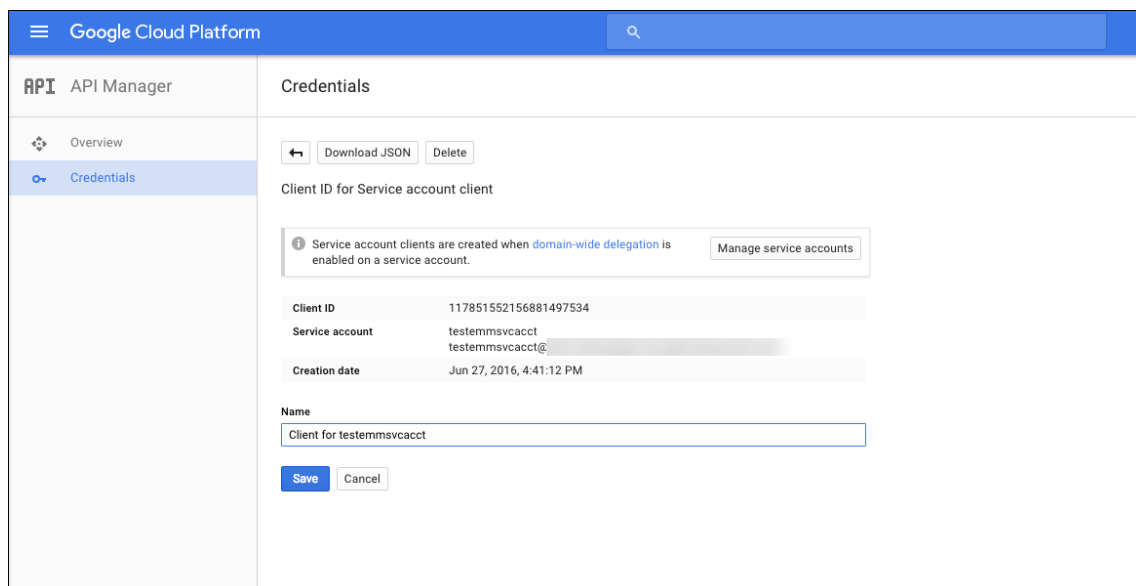 Google Cloud Platform
API API Manager
Credentials
Overview
Credentials
Download JSON
Delete
Client ID for Service account client
Service account clients are created when domain-wide delegation is
enabled on a service account.
Manage service accounts
Client ID 117851552156881497534
Service account testemmsvcacct
testemmsvcacct@
Creation date Jun 27, 2016, 4:41:12 PM
Name
Client for testemmsvcacct
Save
Cancel